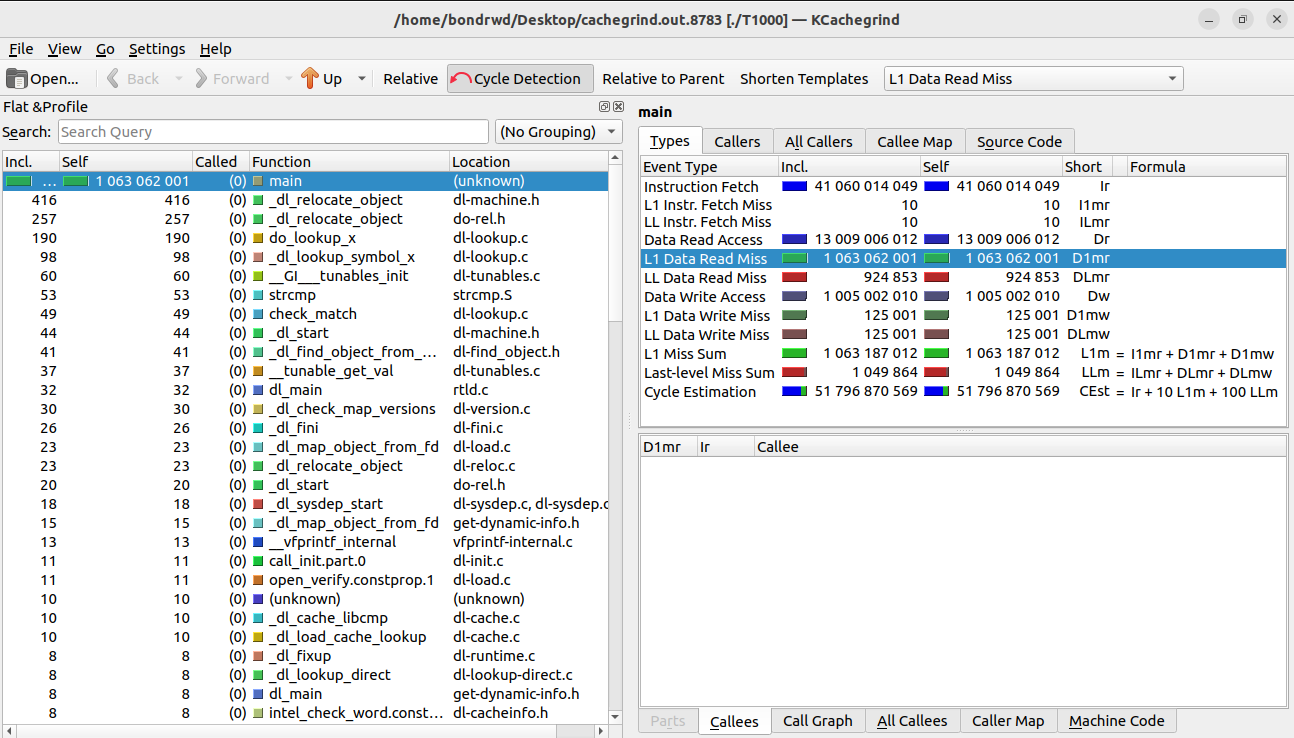 /home/bondrwd/Desktop/cachegrind.out.8783 [./T1000] — KCachegrind
File View Go Settings Help
Open... Back Forward Up Relative Cycle Detection Relative to Parent Shorten Templates L1 Data Read Miss
Flat &Profile
Search: Search Query (No Grouping)
Incl. Self Called Function Location
... 1 063 062 001 (0) main (unknown)
416 416 (0) _dl_relocate_object dl-machine.h
257 257 (0) _dl_relocate_object do-rel.h
190 190 (0) do_lookup_x dl-lookup.c
98 98 (0) _dl_lookup_symbol_x dl-lookup.c
60 60 (0) __GI___tunables_init dl-tunables.c
53 53 (0) strcmp strcmp.S
49 49 (0) check_match dl-lookup.c
44 44 (0) _dl_start dl-machine.h
41 41 (0) _dl_find_object_from_... dl-find_object.h
37 37 (0) __tunable_get_val dl-tunables.c
32 32 (0) dl_main rtld.c
30 30 (0) _dl_check_map_versions dl-version.c
26 26 (0) _dl_fini dl-fini.c
23 23 (0) _dl_map_object_from_fd dl-load.c
23 23 (0) _dl_relocate_object dl-reloc.c
20 20 (0) _dl_start do-rel.h
18 18 (0) _dl_sysdep_start dl-sysdep.c, dl-sysdep.c
15 15 (0) _dl_map_object_from_fd get-dynamic-info.h
13 13 (0) __vfprintf_internal vfprintf-internal.c
11 11 (0) call_init.part.0 dl-init.c
11 11 (0) open_verify.constprop.1 dl-load.c
10 10 (0) (unknown) (unknown)
10 10 (0) _dl_cache_libcmp dl-cache.c
10 10 (0) _dl_load_cache_lookup dl-cache.c
8 8 (0) _dl_fixup dl-runtime.c
8 8 (0) _dl_lookup_direct dl-lookup-direct.c
8 8 (0) dl_main get-dynamic-info.h
8 8 (0) intel_check_word.const... dl-cacheinfo.h
main
Types Callers All Callers Callee Map Source Code
Event Type Incl. Self Short Formula
Instruction Fetch 41 060 014 049 41 060 014 049 Ir
L1 Instr. Fetch Miss 10 10 I1mr
LL Instr. Fetch Miss 10 10 ILmr
Data Read Access 13 009 006 012 13 009 006 012 Dr
L1 Data Read Miss 1 063 062 001 1 063 062 001 D1mr
LL Data Read Miss 924 853 924 853 DLmr
Data Write Access 1 005 002 010 1 005 002 010 Dw
L1 Data Write Miss 125 001 125 001 D1mw
LL Data Write Miss 125 001 125 001 DLmw
L1 Miss Sum 1 063 187 012 1 063 187 012 L1m = I1mr + D1mr + D1mw
Last-level Miss Sum 1 049 864 1 049 864 LLm = ILmr + DLmr + DLmw
Cycle Estimation 51 796 870 569 51 796 870 569 CEst = Ir + 10 L1m + 100 LLm
D1mr Ir Callee
Parts Callees Call Graph All Callees Caller Map Machine Code